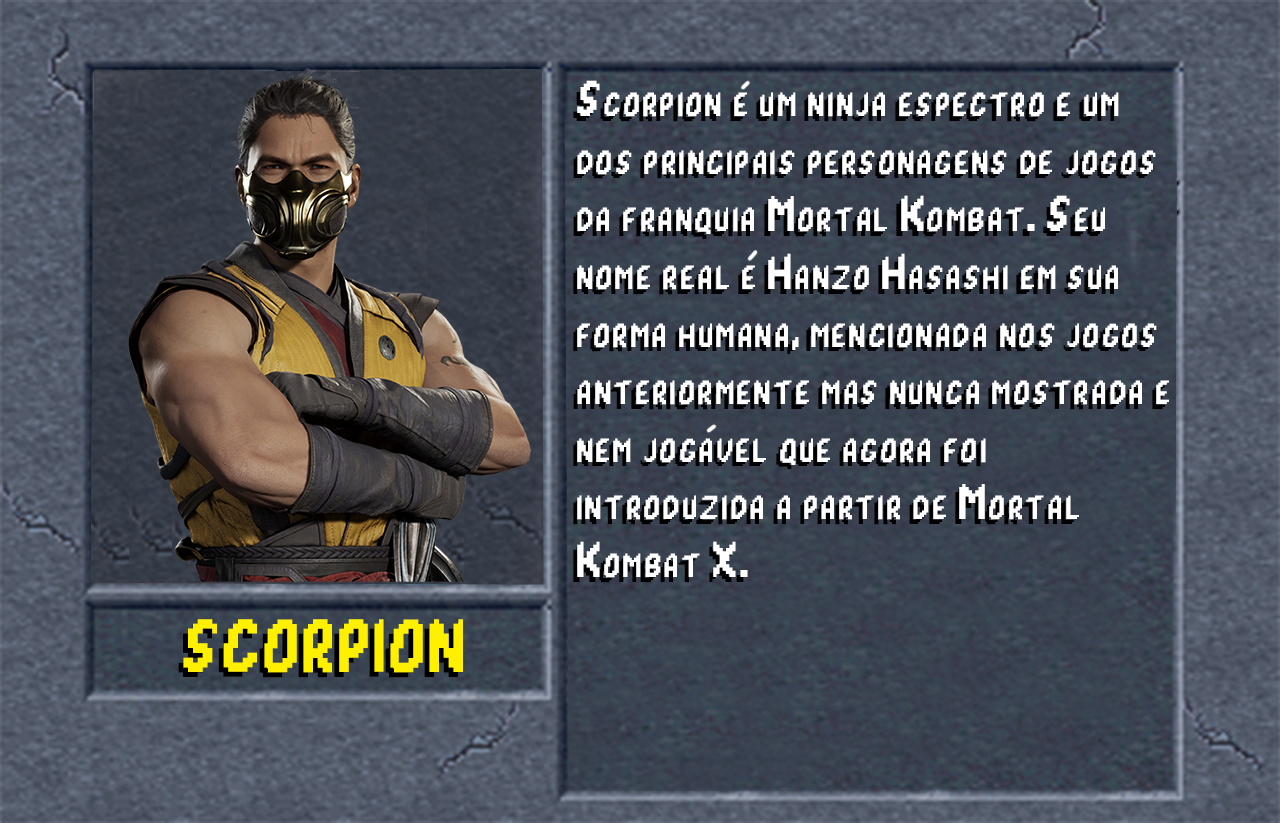 Scorpion é um ninja espectro e um
dos principais personagens de jogos
da franquia Mortal Kombat. Seu
nome real é Hanzo Hasashi em sua
forma humana, mencionada nos jogos
anteriormente mas nunca mostrada e
nem jogável que agora foi
introduzida a partir de Mortal
Kombat X.
SCORPION